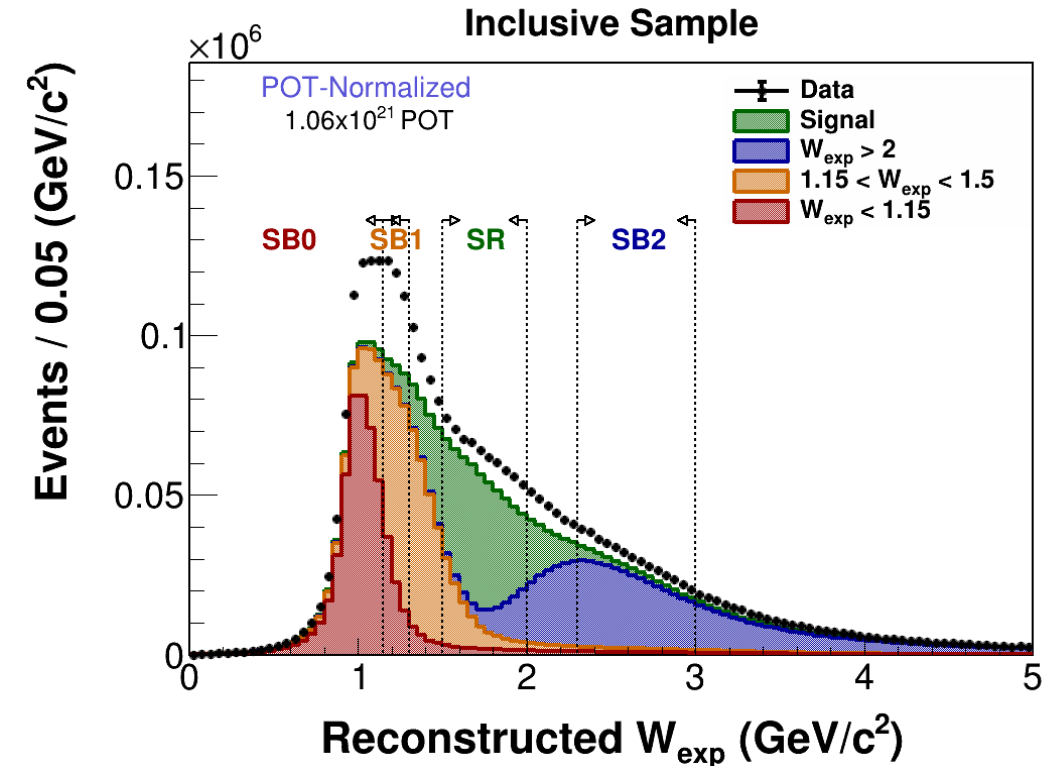 Inclusive Sample
×10⁶
POT-Normalized
1.06x10²¹ POT
Data
Signal
W_exp > 2
1.15 < W_exp < 1.5
W_exp < 1.15
SB0
SB1
SR
SB2
Events / 0.05 (GeV/c²)
0.15
0.1
0.05
0
0 1 2 3 4 5
Reconstructed W_exp (GeV/c²)